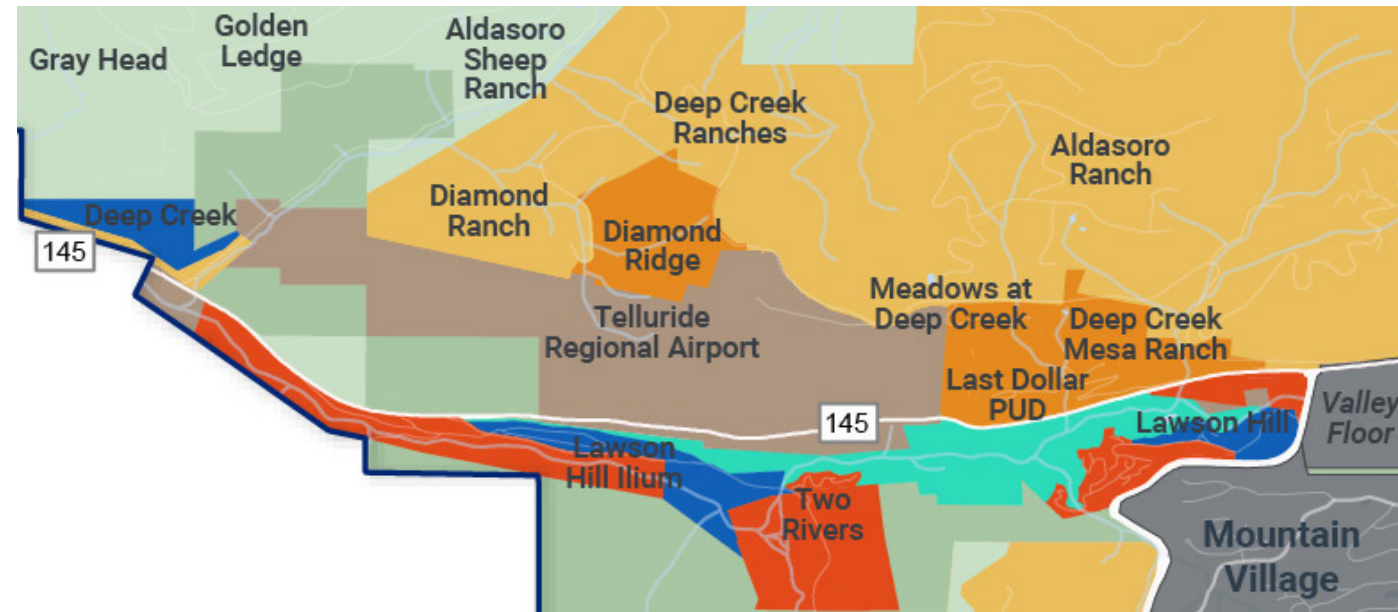 Gray Head
Golden
Ledge
Aldasoro
Sheep
Ranch
Deep Creek
Ranches
Aldasoro
Ranch
Deep Creek
Diamond
Ranch
Diamond
Ridge
145
Telluride
Regional Airport
Meadows at
Deep Creek
Deep Creek
Mesa Ranch
Last Dollar
PUD
145
Lawson Hill
Valley
Floor
Lawson
Hill Ilium
Two
Rivers
Mountain
Village